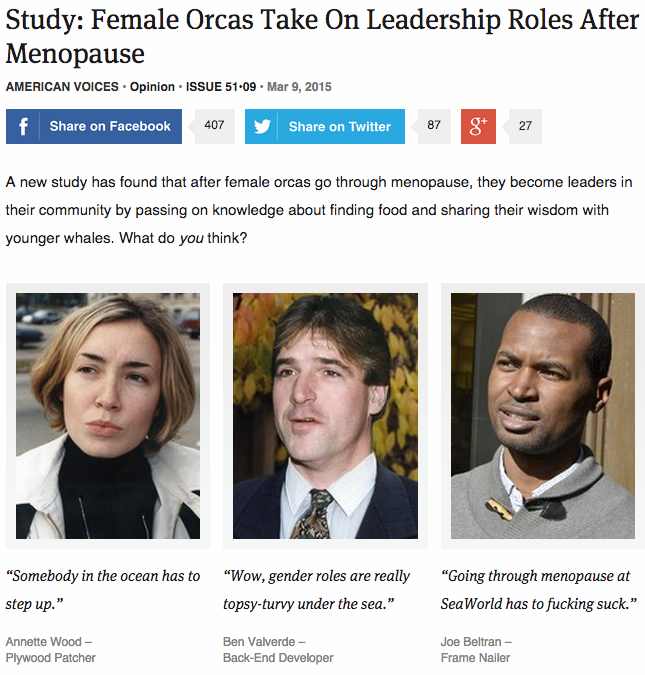 Study: Female Orcas Take On Leadership Roles After
Menopause
AMERICAN VOICES • Opinion • ISSUE 51•09 • Mar 9, 2015
f Share on Facebook 407 Share on Twitter 87 g+ 27
A new study has found that after female orcas go through menopause, they become leaders in
their community by passing on knowledge about finding food and sharing their wisdom with
younger whales. What do you think?
“Somebody in the ocean has to
step up.”
Annette Wood –
Plywood Patcher
“Wow, gender roles are really
topsy-turvy under the sea.”
Ben Valverde –
Back-End Developer
“Going through menopause at
SeaWorld has to fucking suck.”
Joe Beltran –
Frame Nailer